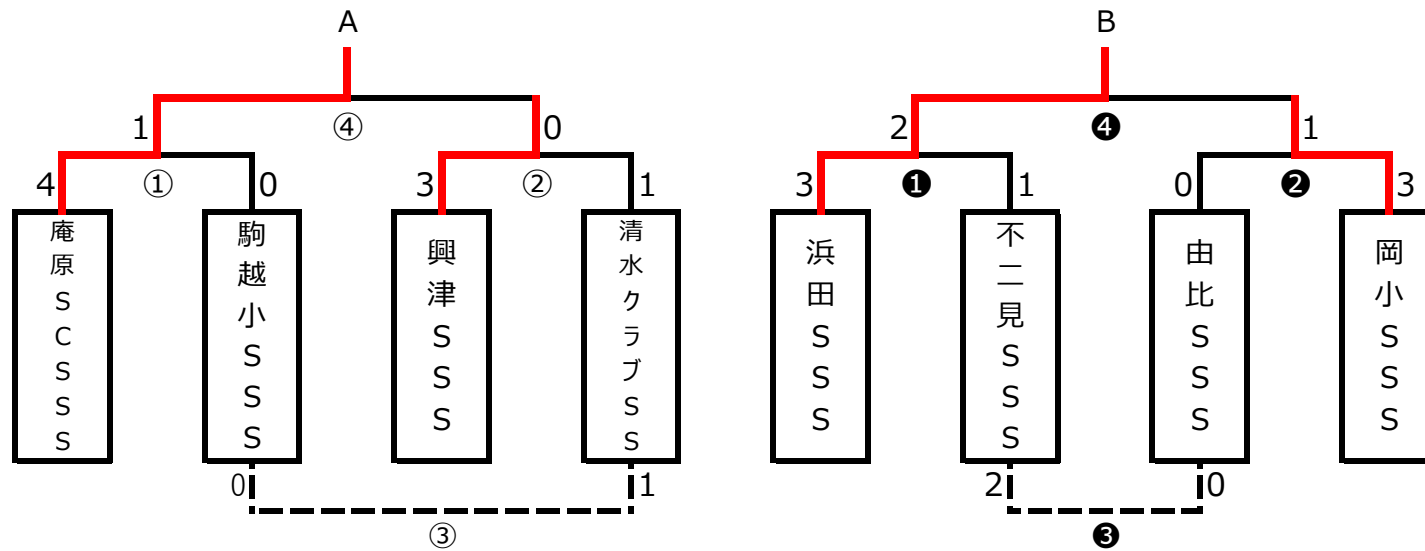 A B
1 ④ 0 2 ❹ 1
4 ① 0 3 ② 1 3 ❶ 1 0 ❷ 3
庵原SCSSS
駒越小SSS
興津SSS
清水クラブSS
浜田SSS
不二見SSS
由比SSS
岡小SSS
0 1 2 0
③ ❸